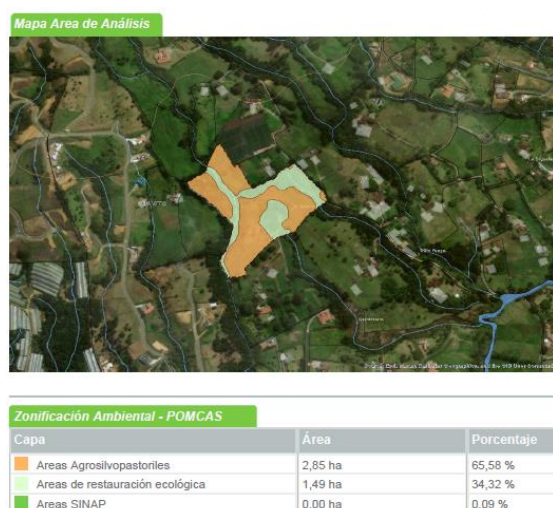 Mapa Area de Análisis
Zonificación Ambiental - POMCAS
Capa Área Porcentaje
Areas Agrosilvopastoriles 2,85 ha 65,58 %
Areas de restauración ecológica 1,49 ha 34,32 %
Areas SINAP 0,00 ha 0,09 %